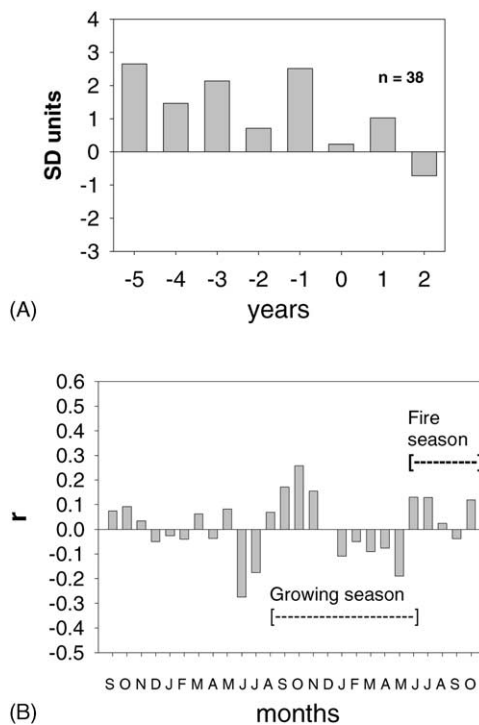 4
3
2
1
0
-1
-2
-3
SD units
n = 38
-5 -4 -3 -2 -1 0 1 2
years
(A)
0.6
0.5
0.4
0.3
0.2
0.1
0.0
-0.1
-0.2
-0.3
-0.4
-0.5
r
Fire
season
[----------]
Growing season
[--------------------]
S O N D J F M A M J J A S O N D J F M A M J J A S O
months
(B)